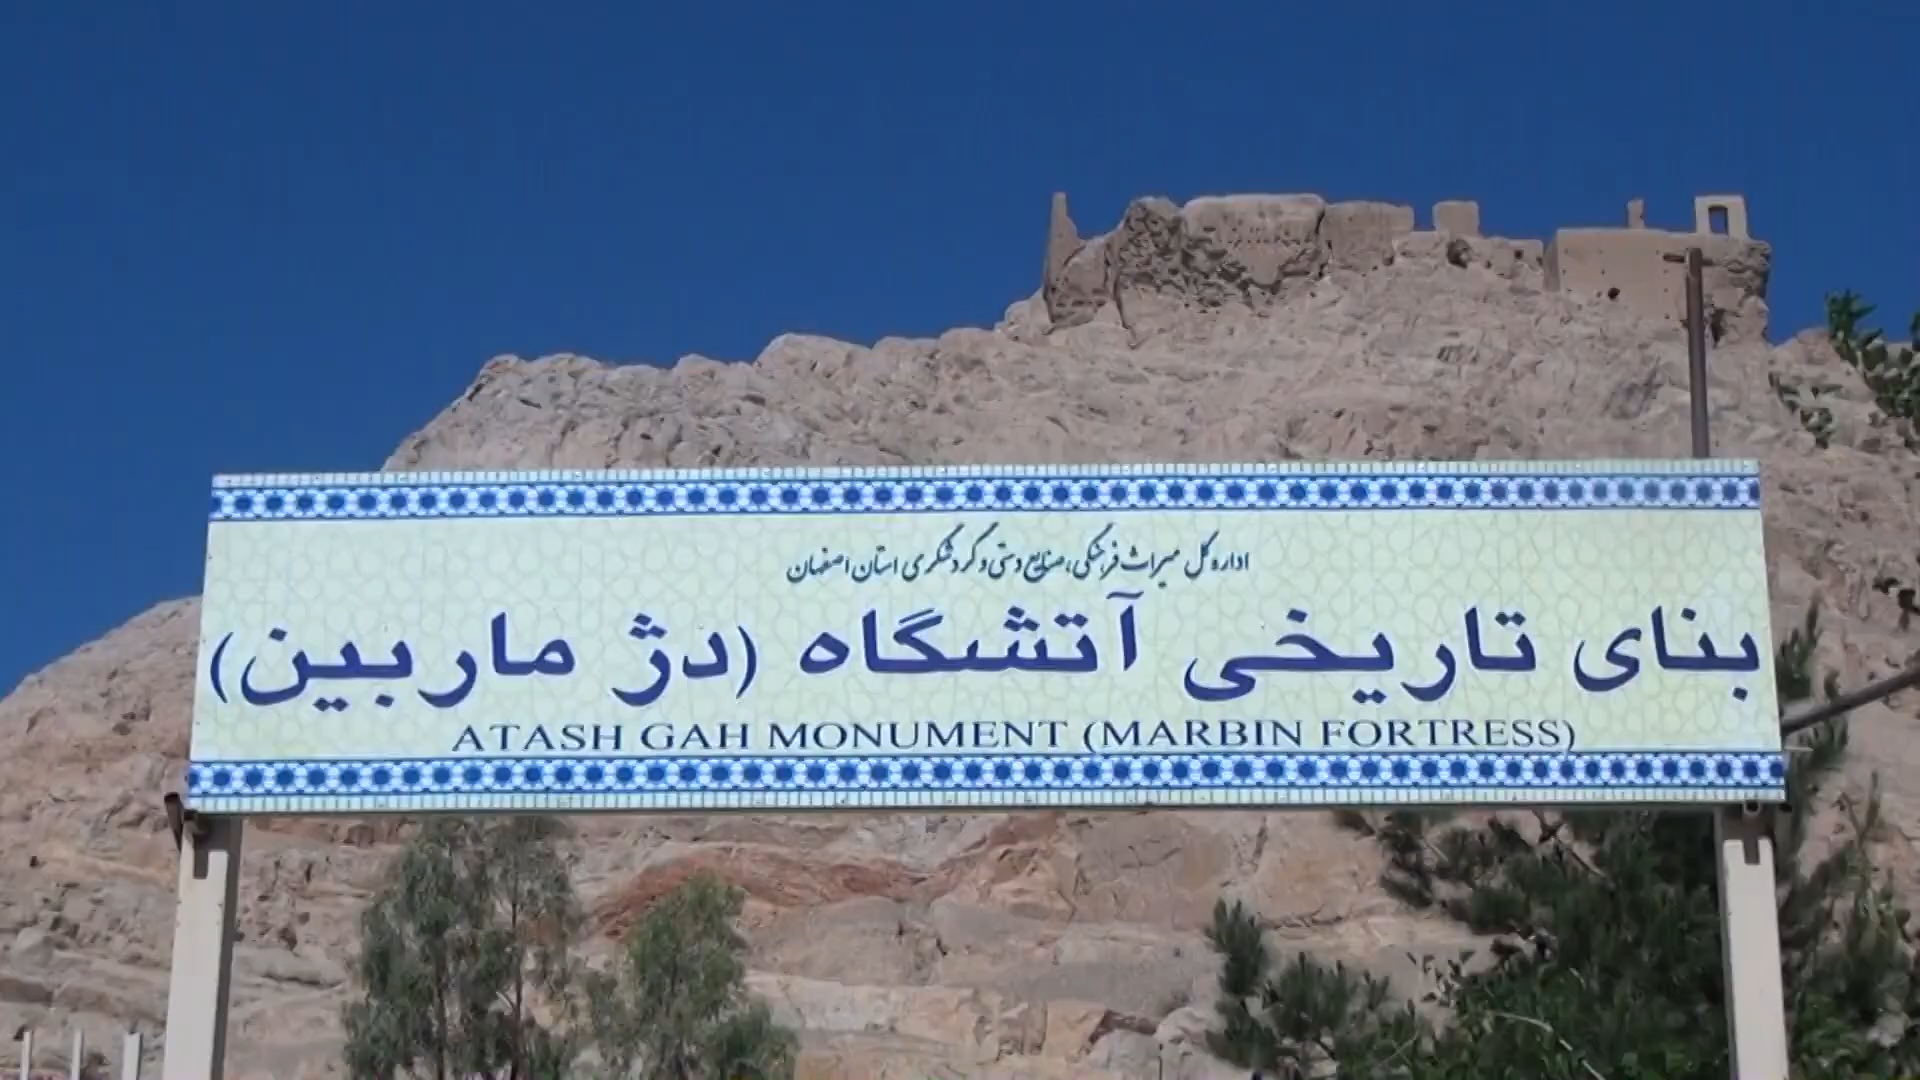 اداره کل میراث فرهنگی، صنایع دستی و گردشگری استان اصفهان
بنای تاریخی آتشگاه (دژ ماربین)
ATASH GAH MONUMENT (MARBIN FORTRESS)